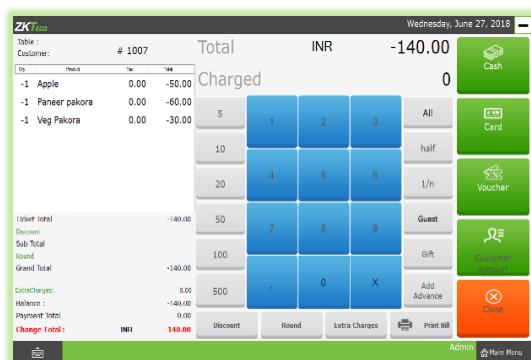 ZKTeco
Wednesday, June 27, 2018
Table :
Customer:
# 1007
Qty Product Tax Total
-1 Apple 0.00 -50.00
-1 Paneer pakora 0.00 -60.00
-1 Veg Pakora 0.00 -30.00
Ticket Total -140.00
Discount
Sub Total
Round
Grand Total -140.00
ExtraCharges: 0.00
Balance : -140.00
Payment Total 0.00
Change Total : INR -140.00
Total INR -140.00
Charged 0
5 1 2 3 All
10 half
20 4 5 6 1/n
50 7 8 9 Guest
100 Gift
500 . 0 X Add
Advance
Discount Round Extra Charges Print Bill
Cash
Card
Voucher
Customer
Account
Close
Admin Main Menu